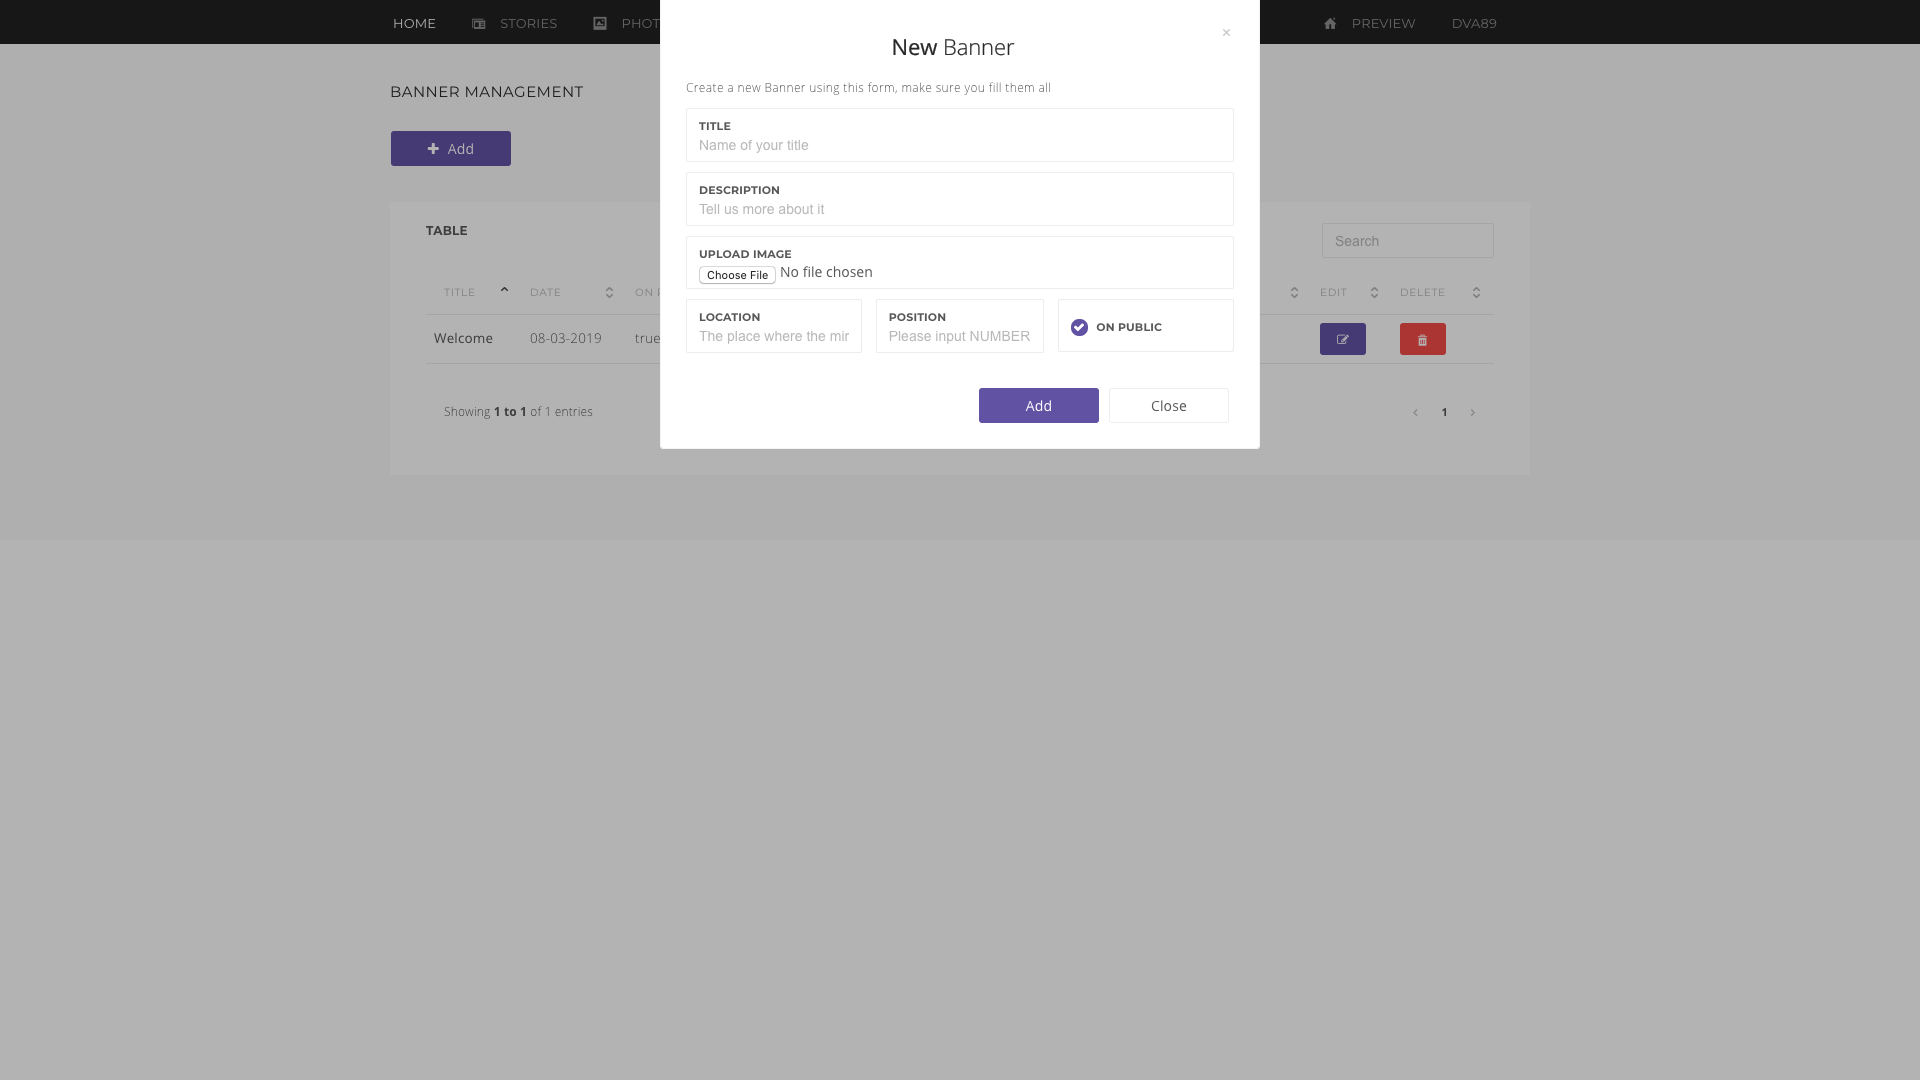 HOME
STORIES
PHOT
PREVIEW
DVA89
New Banner
×
Create a new Banner using this form, make sure you fill them all
BANNER MANAGEMENT
Add
TITLE
Name of your title
DESCRIPTION
Tell us more about it
UPLOAD IMAGE
Choose File No file chosen
LOCATION
The place where the mir
POSITION
Please input NUMBER
ON PUBLIC
Add
Close
TABLE
Search
TITLE
DATE
ON
EDIT
DELETE
Welcome
08-03-2019
true
Showing 1 to 1 of 1 entries
1